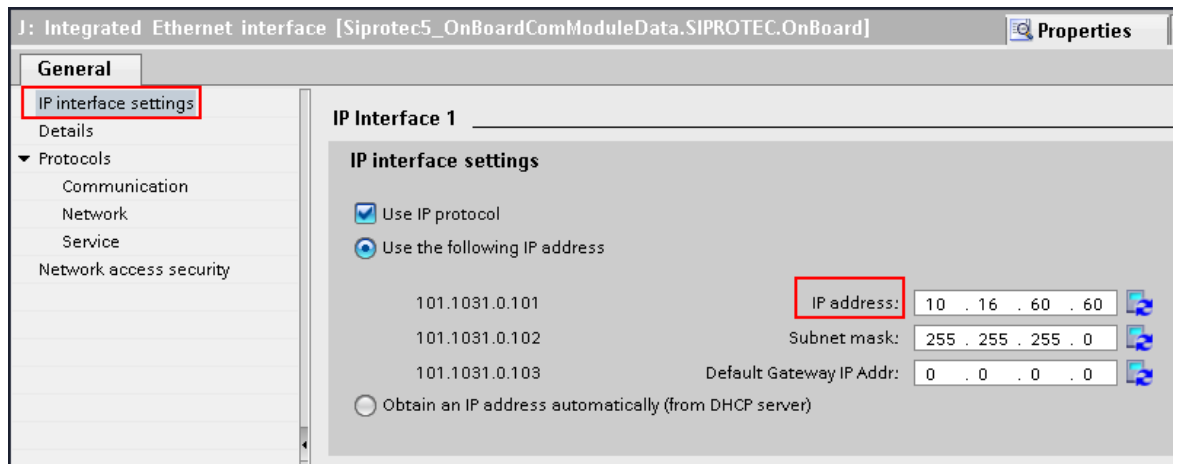 J: Integrated Ethernet interface [Siprotec5_OnBoardComModuleData.SIPROTEC.OnBoard]
Properties
General
IP interface settings
Details
Protocols
Communication
Network
Service
Network access security
IP Interface 1
IP interface settings
Use IP protocol
Use the following IP address
101.1031.0.101 IP address: 10 . 16 . 60 . 60
101.1031.0.102 Subnet mask: 255 . 255 . 255 . 0
101.1031.0.103 Default Gateway IP Addr: 0 . 0 . 0 . 0
Obtain an IP address automatically (from DHCP server)